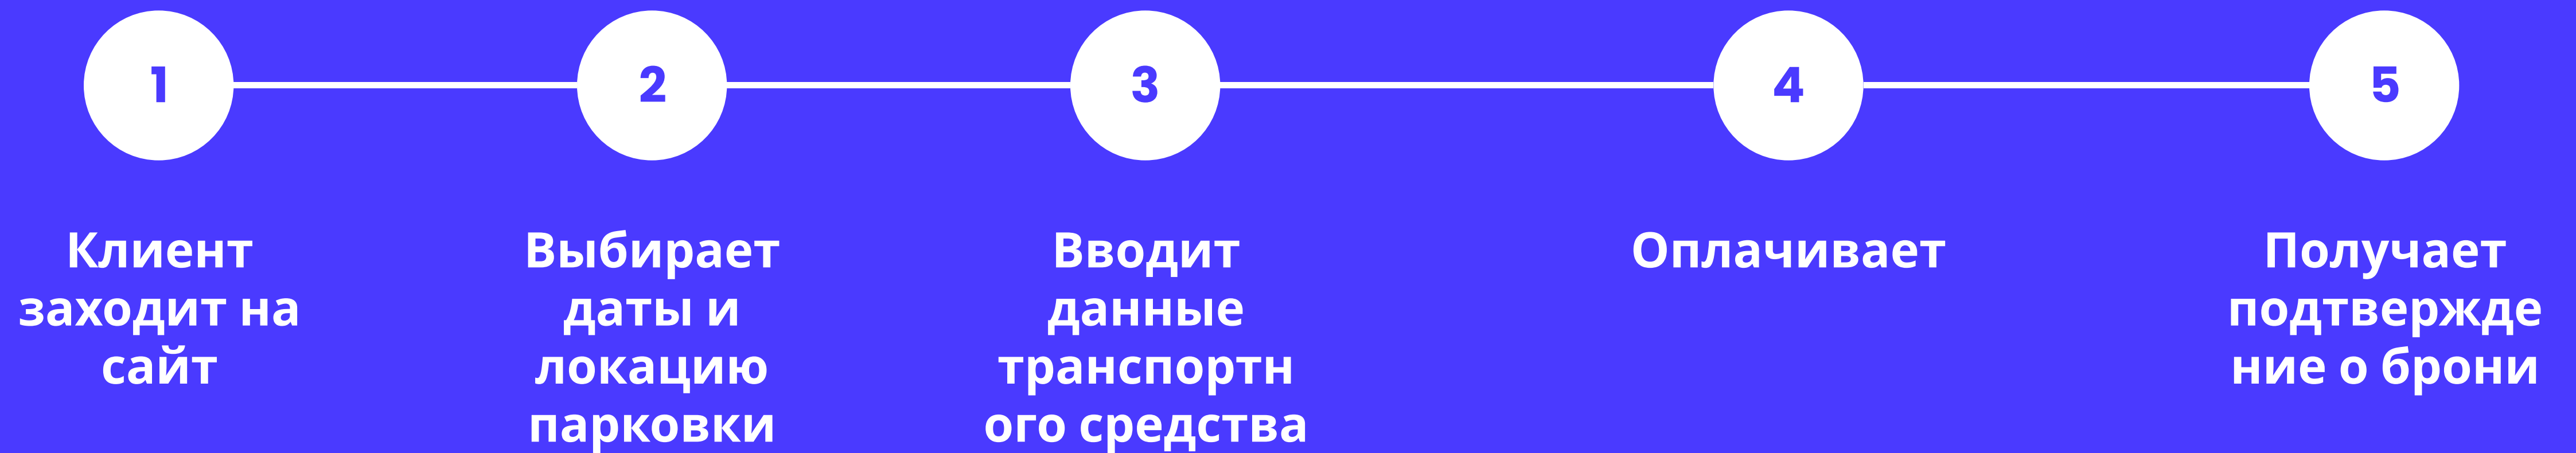 1
2
3
4
5
Клиент
заходит на
сайт
Выбирает
даты и
локацию
парковки
Вводит
данные
транспортн
ого средства
Оплачивает
Получает
подтвержде
ние о брони